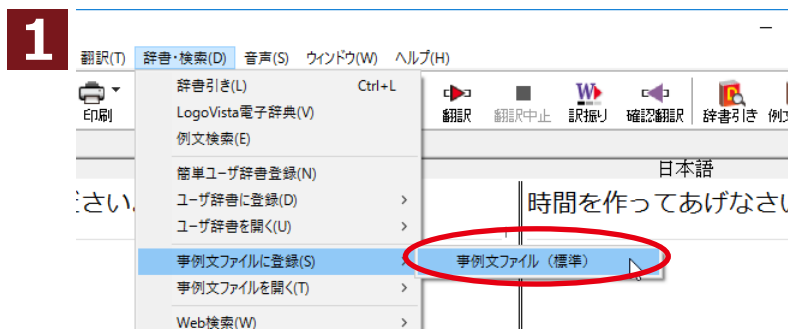 1
翻訳(T) 辞書・検索(D) 音声(S) ウィンドウ(W) ヘルプ(H)
印刷 翻訳 翻訳中止 訳振り 確認翻訳 辞書引き
辞書引き(L) Ctrl+L
LogoVista電子辞典(V)
例文検索(E)
簡単ユーザ辞書登録(N)
ユーザ辞書に登録(D)
ユーザ辞書を開く(U)
事例文ファイルに登録(S)
事例文ファイルを開く(T)
Web検索(W)
事例文ファイル（標準）
日本語
ださい。
時間を作ってあげなさい